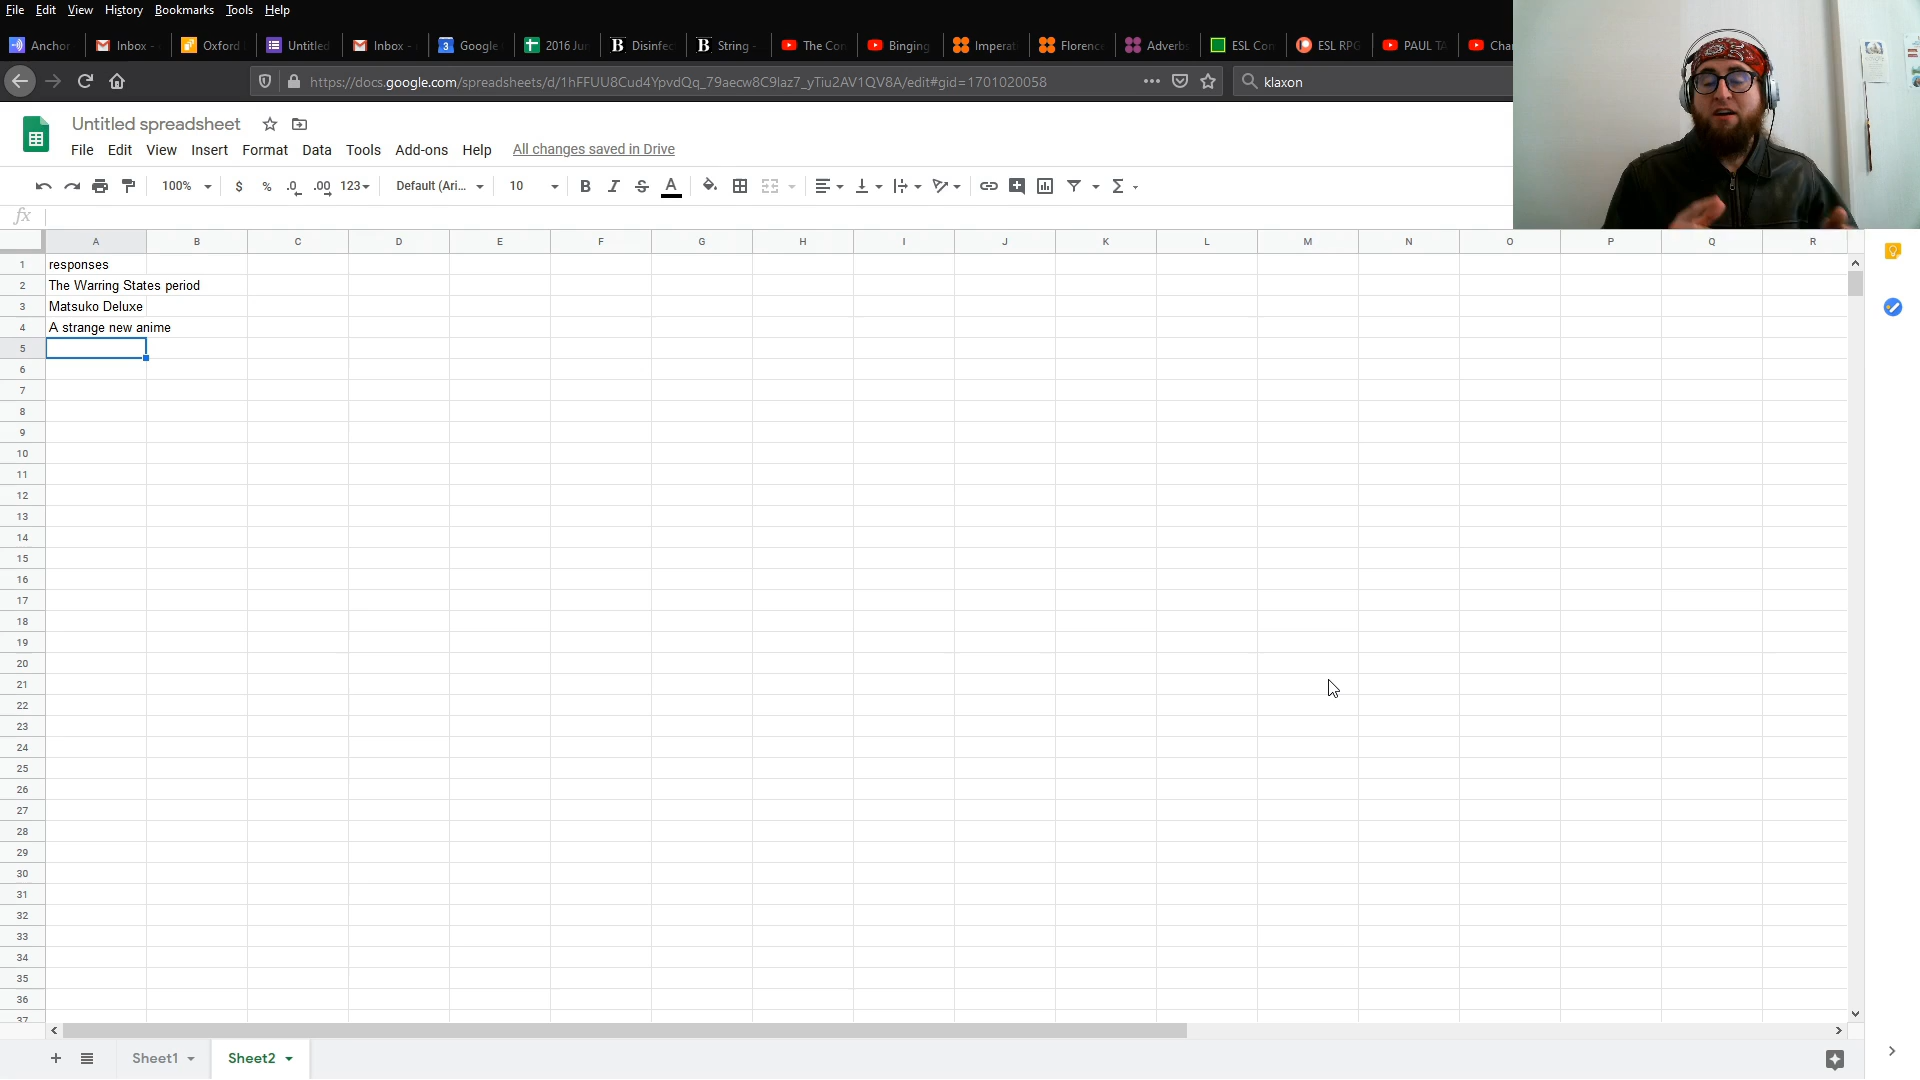 File Edit View History Bookmarks Tools Help
Anchor Inbox - Oxford Untitled Inbox - Google 2016 Jun Disinfec String - The Con Binging Imperat Florence Adverbs ESL Con ESL RPG PAUL TA Char
https://docs.google.com/spreadsheets/d/1hFFUU8Cud4YpvdQq_79aecw8C9laz7_yTiu2AV1QV8A/edit#gid=1701020058 klaxon
Untitled spreadsheet
File Edit View Insert Format Data Tools Add-ons Help All changes saved in Drive
100% $ % .0 .00 123 Default (Ari... 10 B I S A
fx
A B C D E F G H I J K L M N O P Q R
1 responses
2 The Warring States period
3 Matsuko Deluxe
4 A strange new anime
5
6
7
8
9
10
11
12
13
14
15
16
17
18
19
20
21
22
23
24
25
26
27
28
29
30
31
32
33
34
35
36
37
Sheet1 Sheet2